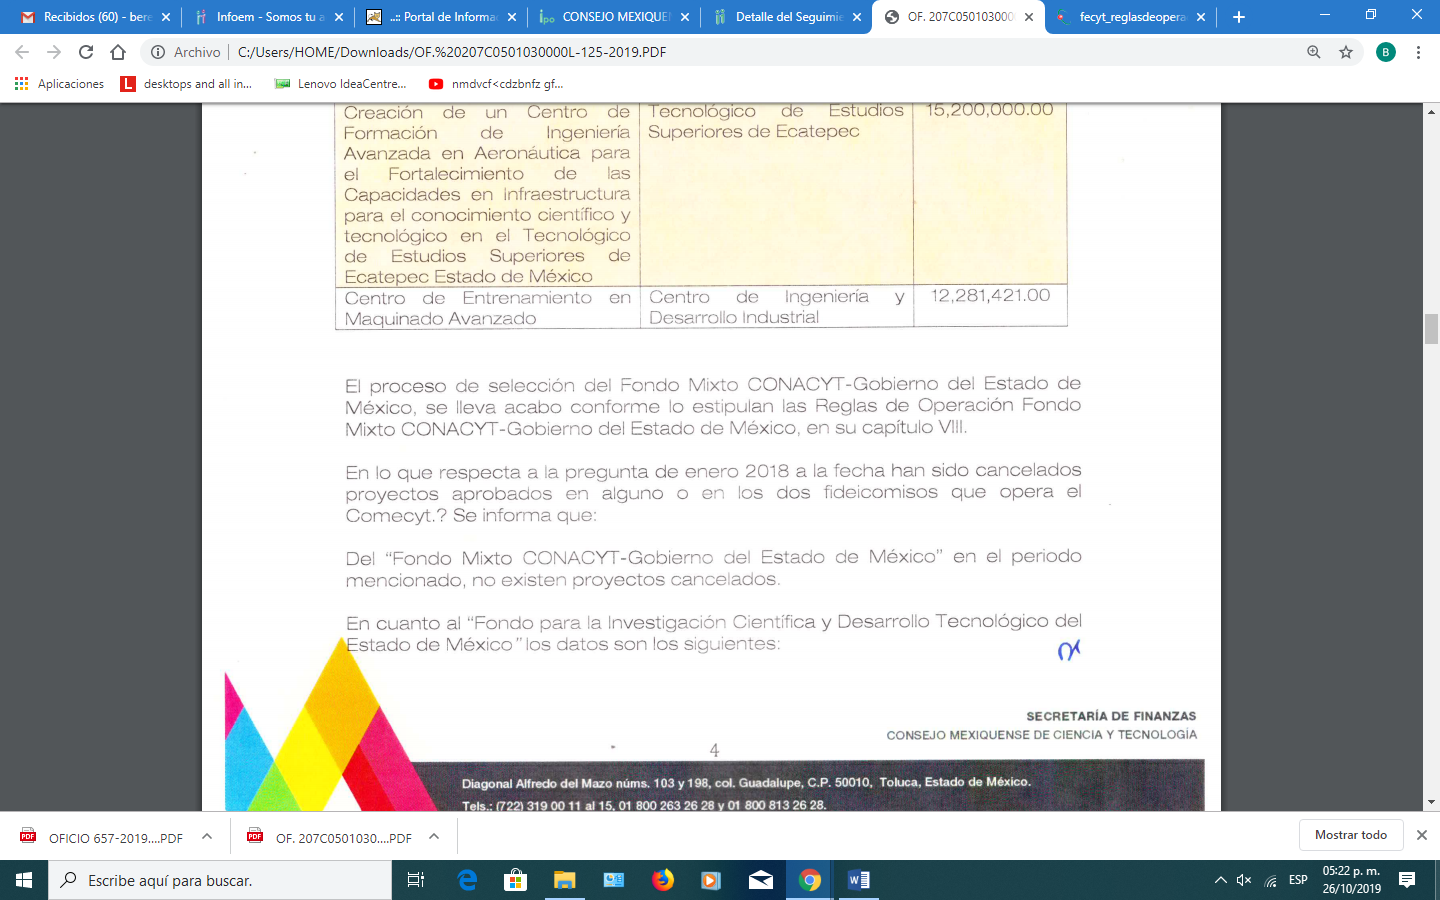 Recibidos (60) - bere
Infoem - Somos tu a
..:: Portal de Informac
CONSEJO MEXIQUEN
Detalle del Seguimie
OF. 207C0501030000
fecyt_reglasdeopera
Archivo
C:/Users/HOME/Downloads/OF.%20207C0501030000L-125-2019.PDF
B
Aplicaciones
desktops and all in...
Lenovo IdeaCentre...
nmdvcf<cdzbnfz gf...
Creación de un Centro de
Formación de Ingeniería
Avanzada en Aeronáutica para
el Fortalecimiento de las
Capacidades en infraestructura
para el conocimiento científico y
tecnológico en el Tecnológico
de Estudios Superiores de
Ecatepec Estado de México
Tecnológico de Estudios
Superiores de Ecatepec
15,200,000.00
Centro de Entrenamiento en
Maquinado Avanzado
Centro de Ingeniería y
Desarrollo Industrial
12,281,421.00
El proceso de selección del Fondo Mixto CONACYT-Gobierno del Estado de
México, se lleva acabo conforme lo estipulan las Reglas de Operación Fondo
Mixto CONACYT-Gobierno del Estado de México, en su capítulo VIII.
En lo que respecta a la pregunta de enero 2018 a la fecha han sido cancelados
proyectos aprobados en alguno o en los dos fideicomisos que opera el
Comecyt.? Se informa que:
Del “Fondo Mixto CONACYT-Gobierno del Estado de México” en el periodo
mencionado, no existen proyectos cancelados.
En cuanto al “Fondo para la Investigación Científica y Desarrollo Tecnológico del
Estado de México” los datos son los siguientes:
SECRETARÍA DE FINANZAS
CONSEJO MEXIQUENSE DE CIENCIA Y TECNOLOGÍA
4
Diagonal Alfredo del Mazo núms. 103 y 198, col. Guadalupe, C.P. 50010, Toluca, Estado de México.
Tels.: (722) 319 00 11 al 15, 01 800 263 26 28 y 01 800 813 26 28.
OFICIO 657-2019....PDF
OF. 207C0501030....PDF
Mostrar todo
Escribe aquí para buscar.
ESP
05:22 p. m.
26/10/2019